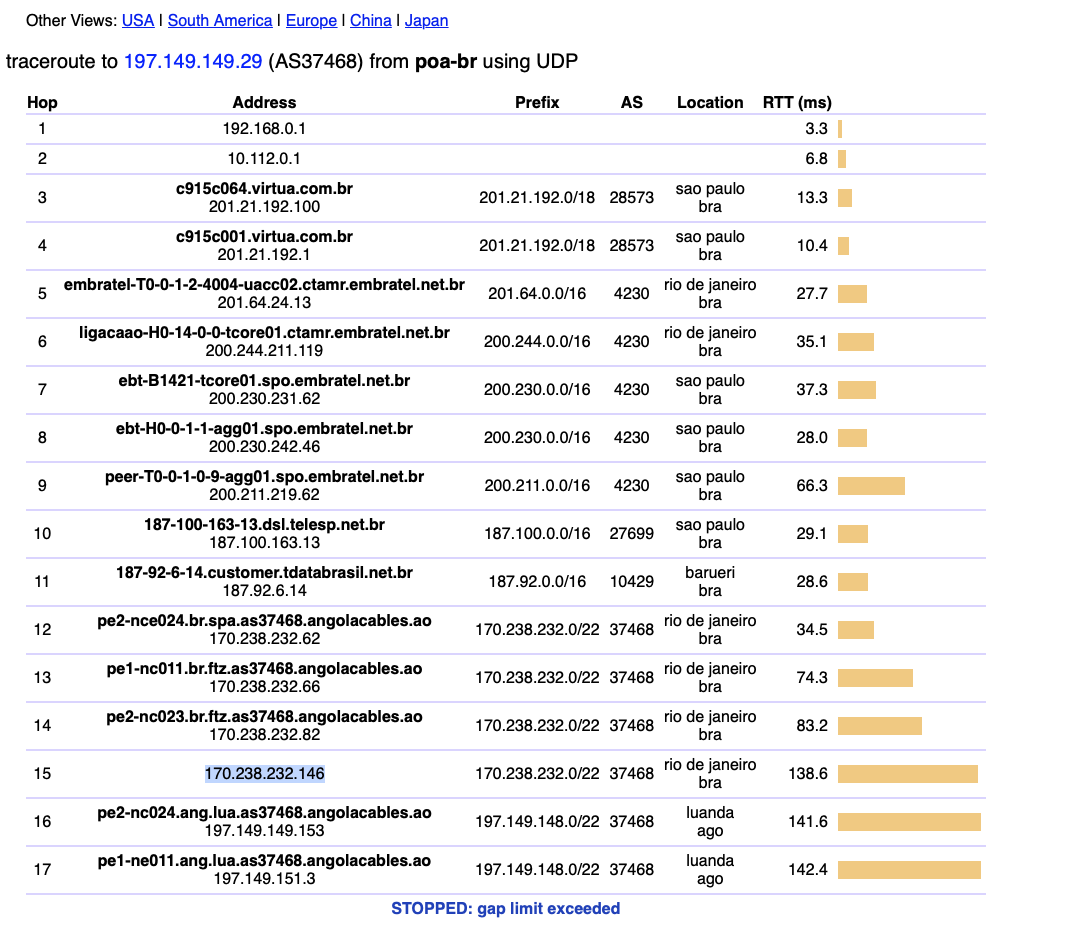 Other Views: USA | South America | Europe | China | Japan
traceroute to 197.149.149.29 (AS37468) from poa-br using UDP
Hop Address Prefix AS Location RTT (ms)
1 192.168.0.1 3.3
2 10.112.0.1 6.8
3 c915c064.virtua.com.br 201.21.192.0/18 28573 sao paulo 13.3
201.21.192.100 bra
4 c915c001.virtua.com.br 201.21.192.0/18 28573 sao paulo 10.4
201.21.192.1 bra
5 embratel-T0-0-1-2-4004-uacc02.ctamr.embratel.net.br 201.64.0.0/16 4230 rio de janeiro 27.7
201.64.24.13 bra
6 ligacaao-H0-14-0-0-tcore01.ctamr.embratel.net.br 200.244.0.0/16 4230 rio de janeiro 35.1
200.244.211.119 bra
7 ebt-B1421-tcore01.spo.embratel.net.br 200.230.0.0/16 4230 sao paulo 37.3
200.230.231.62 bra
8 ebt-H0-0-1-1-agg01.spo.embratel.net.br 200.230.0.0/16 4230 sao paulo 28.0
200.230.242.46 bra
9 peer-T0-0-1-0-9-agg01.spo.embratel.net.br 200.211.0.0/16 4230 sao paulo 66.3
200.211.219.62 bra
10 187-100-163-13.dsl.telesp.net.br 187.100.0.0/16 27699 sao paulo 29.1
187.100.163.13 bra
11 187-92-6-14.customer.tdatabrasil.net.br 187.92.0.0/16 10429 barueri 28.6
187.92.6.14 bra
12 pe2-nce024.br.spa.as37468.angolacables.ao 170.238.232.0/22 37468 rio de janeiro 34.5
170.238.232.62 bra
13 pe1-nc011.br.ftz.as37468.angolacables.ao 170.238.232.0/22 37468 rio de janeiro 74.3
170.238.232.66 bra
14 pe2-nc023.br.ftz.as37468.angolacables.ao 170.238.232.0/22 37468 rio de janeiro 83.2
170.238.232.82 bra
15 170.238.232.146 170.238.232.0/22 37468 rio de janeiro 138.6
bra
16 pe2-nc024.ang.lua.as37468.angolacables.ao 197.149.148.0/22 37468 luanda 141.6
197.149.149.153 ago
17 pe1-ne011.ang.lua.as37468.angolacables.ao 197.149.148.0/22 37468 luanda 142.4
197.149.151.3 ago
STOPPED: gap limit exceeded